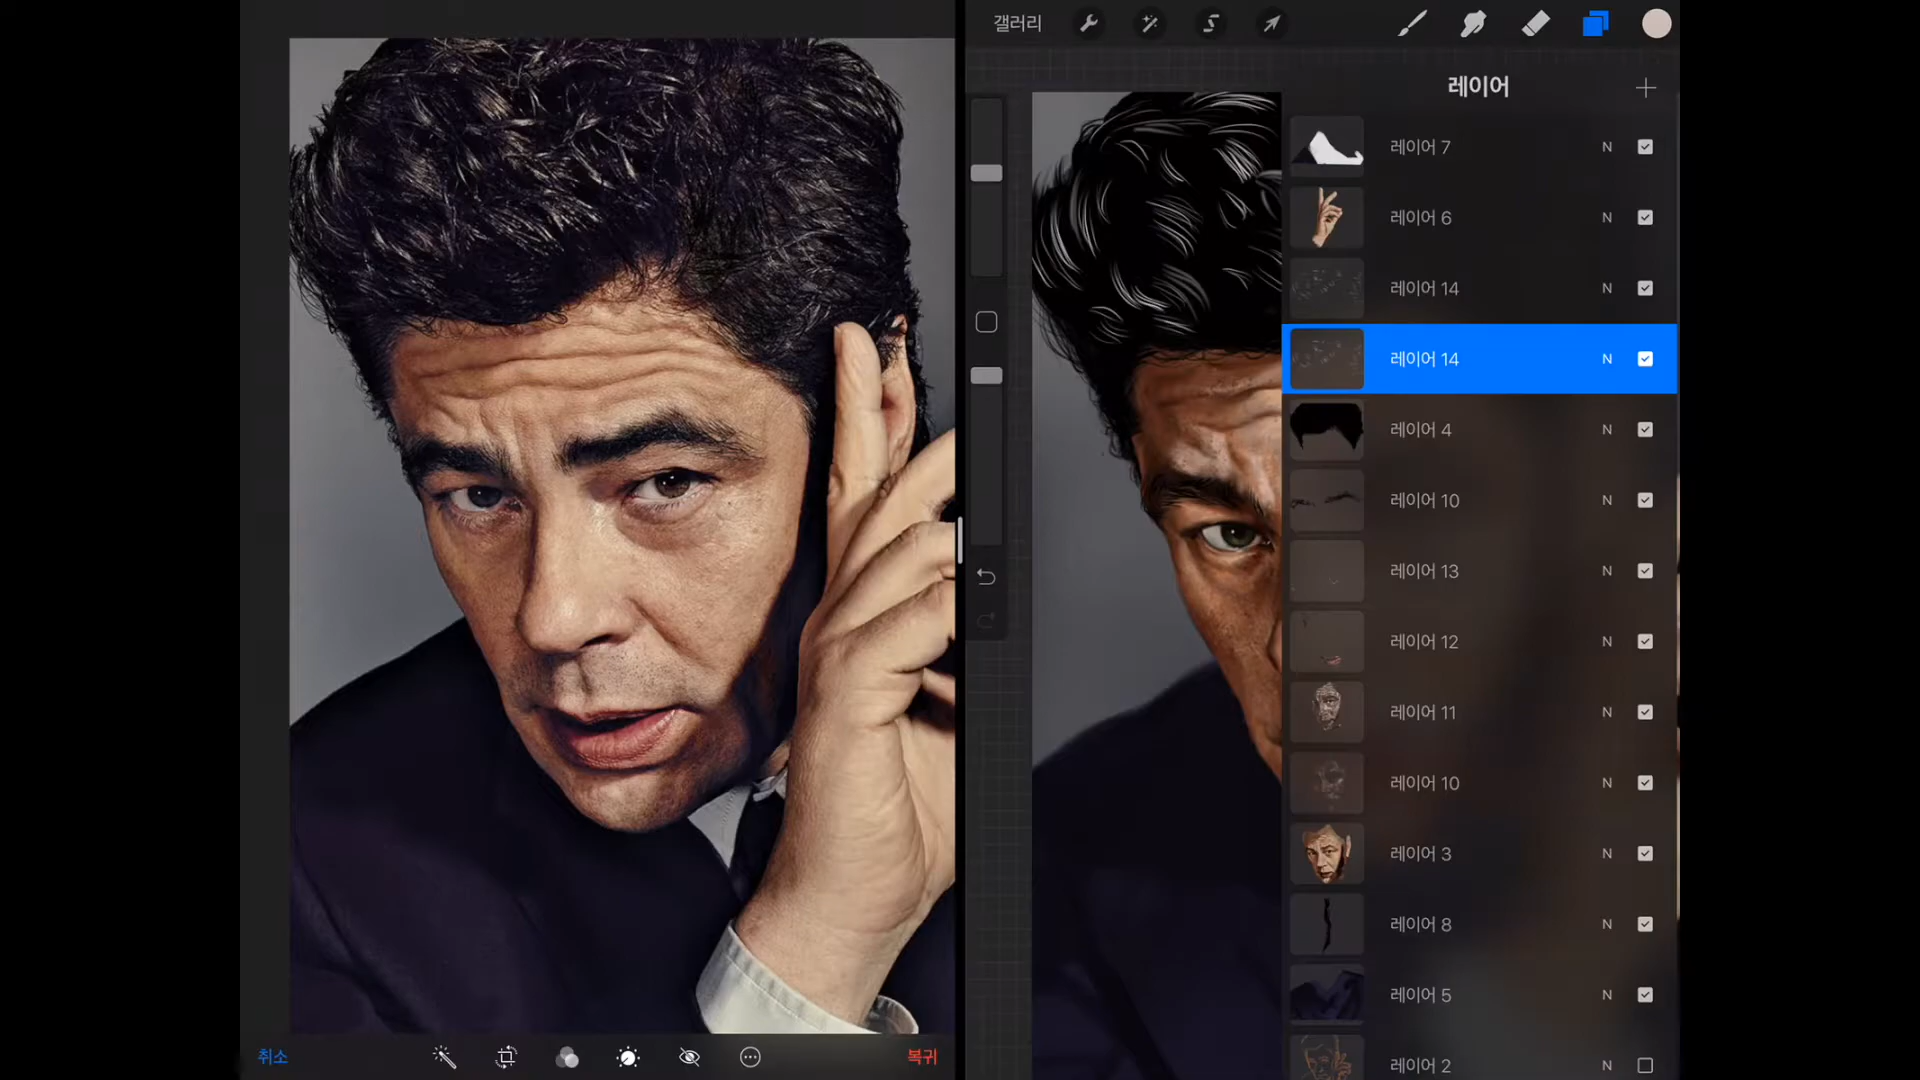 갤러리
레이어
레이어 7 N
레이어 6 N
레이어 14 N
레이어 14 N
레이어 4 N
레이어 10 N
레이어 13 N
레이어 12 N
레이어 11 N
레이어 10 N
레이어 3 N
레이어 8 N
레이어 5 N
레이어 2 N
취소
복귀